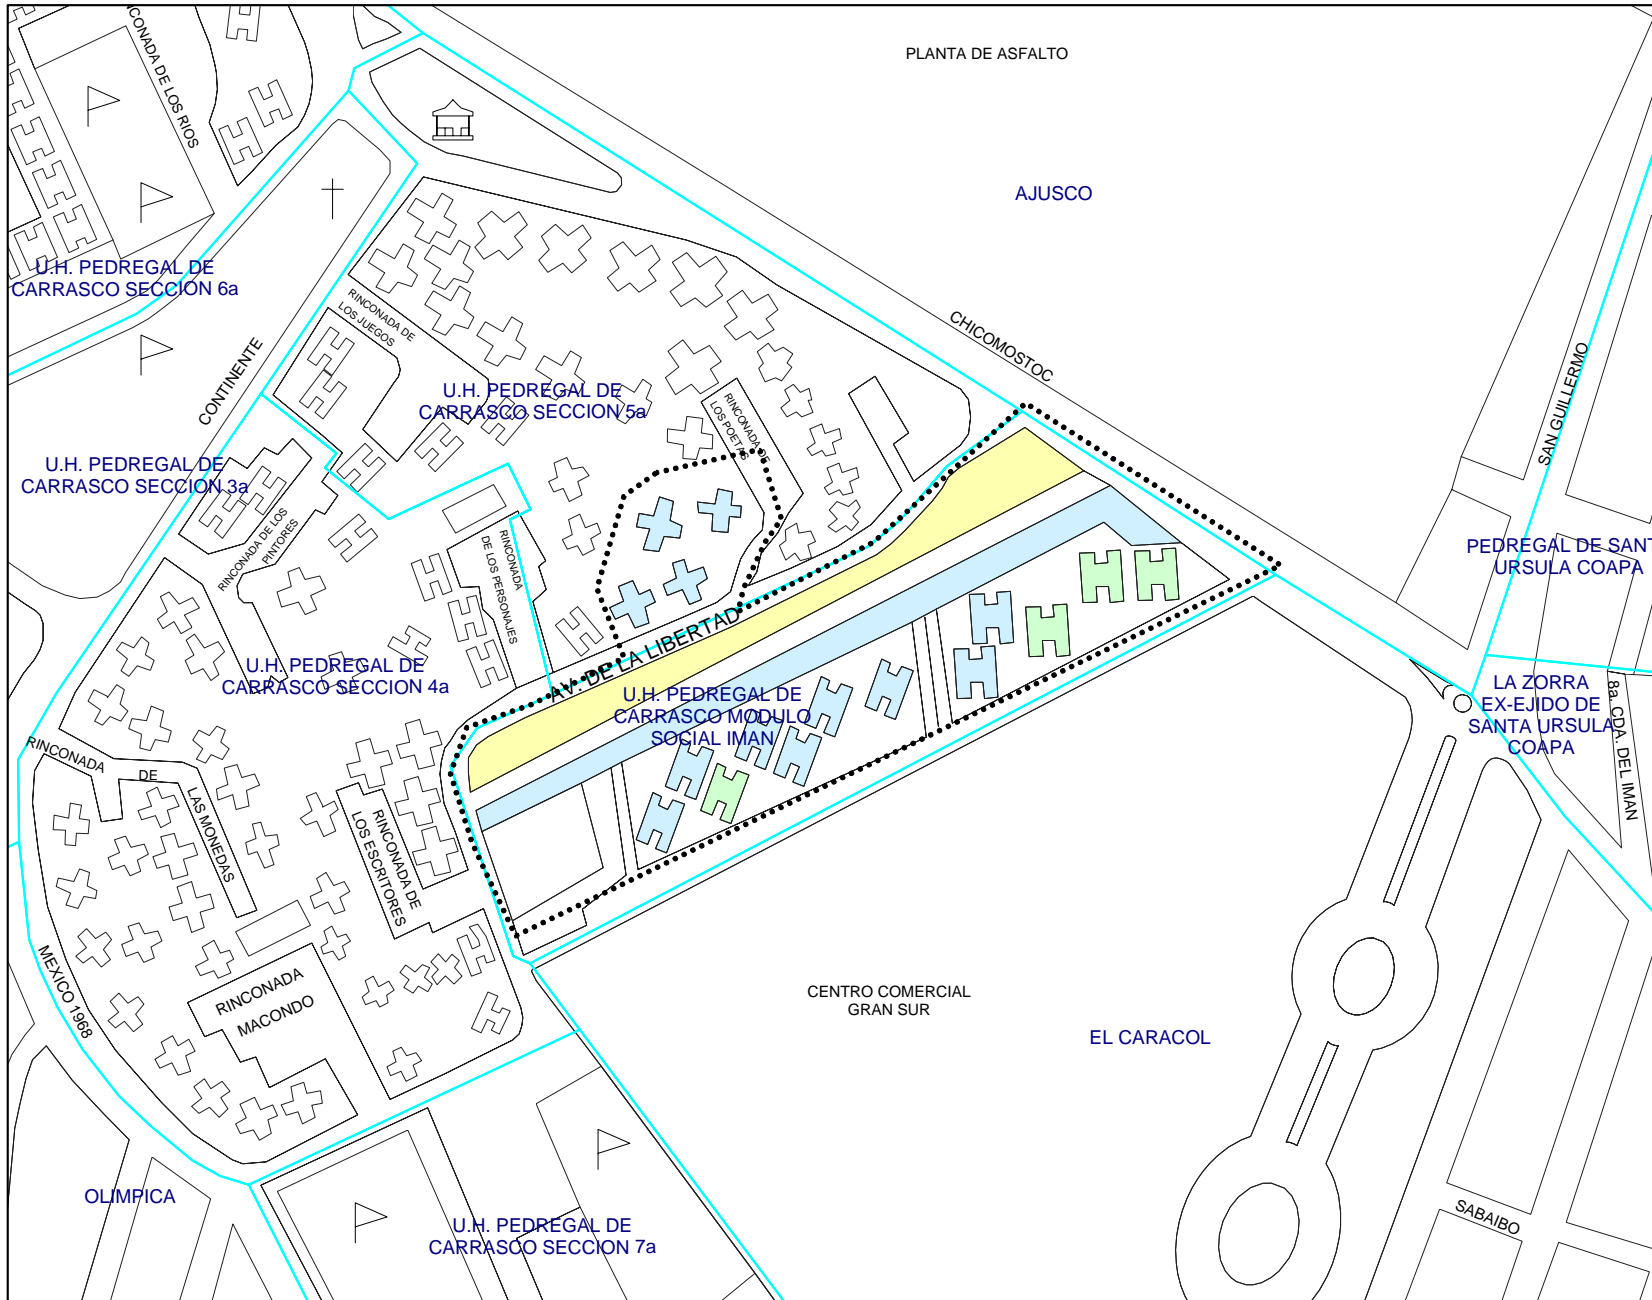 RINCONADA DE LOS RIOS
PLANTA DE ASFALTO
AJUSCO
U.H. PEDREGAL DE
CARRASCO SECCION 6a
RINCONADA DE
LOS JUEGOS
CHICOMOSTOC
CONTINENTE
SAN GUILLERMO
U.H. PEDREGAL DE
CARRASCO SECCION 5a
RINCONADA DE
LOS POETAS
U.H. PEDREGAL DE
CARRASCO SECCION 3a
RINCONADA DE LOS
PINTORES
RINCONADA
DE LOS PERSONAJES
PEDREGAL DE SANT
URSULA COAPA
AV. DE LA LIBERTAD
U.H. PEDREGAL DE
CARRASCO SECCION 4a
U.H. PEDREGAL DE
CARRASCO MODULO
SOCIAL IMAN
LA ZORRA
EX-EJIDO DE
SANTA URSULA
COAPA
8a. CDA. DEL IMAN
RINCONADA
DE
LAS MONEDAS
RINCONADA DE
LOS ESCRITORES
MEXICO 1968
RINCONADA
MACONDO
CENTRO COMERCIAL
GRAN SUR
EL CARACOL
OLIMPICA
U.H. PEDREGAL DE
CARRASCO SECCION 7a
SABAIBO